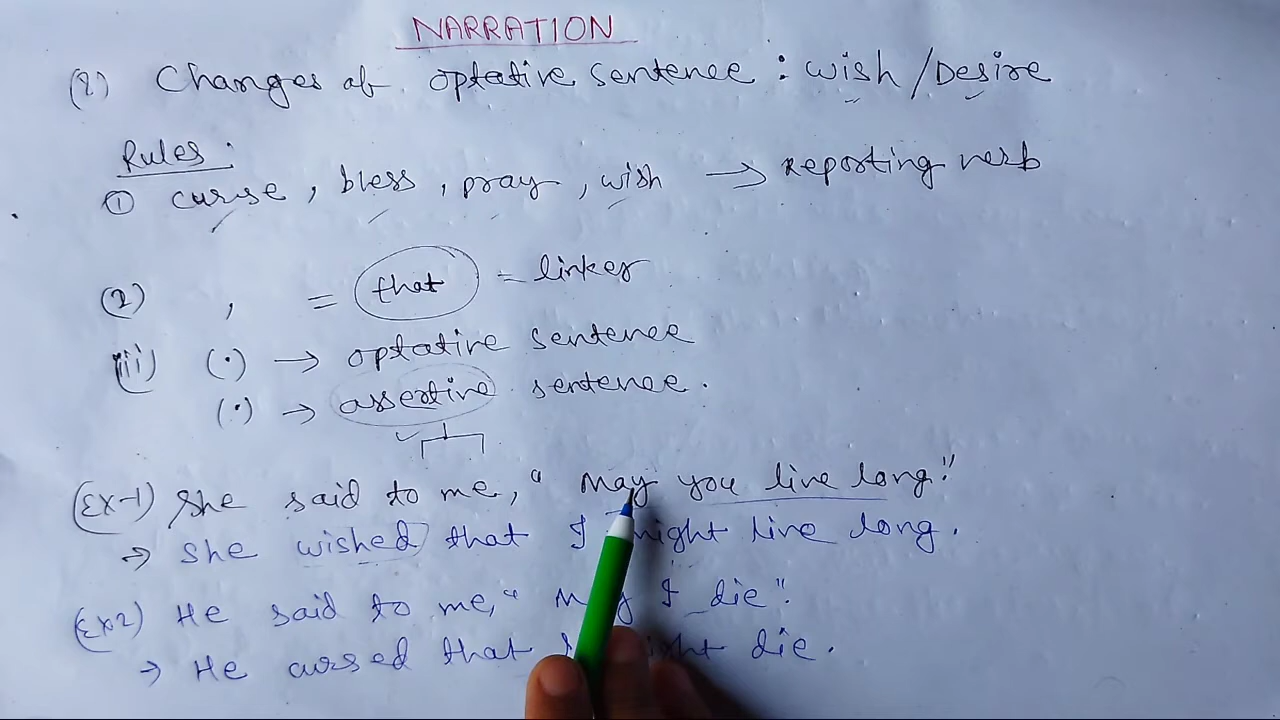 NARRATION
(2) Changes of optative sentence : wish / Desire
Rules :
① curse, bless, pray, wish → Reporting verb
(2) , = that = linker
iii) (.) → optative sentence
(.) → assertive sentence.
(Ex-1) She said to me, "May you live long."
→ She wished that I might live long.
(Ex2) He said to me, "May I die".
→ He cursed that might die.